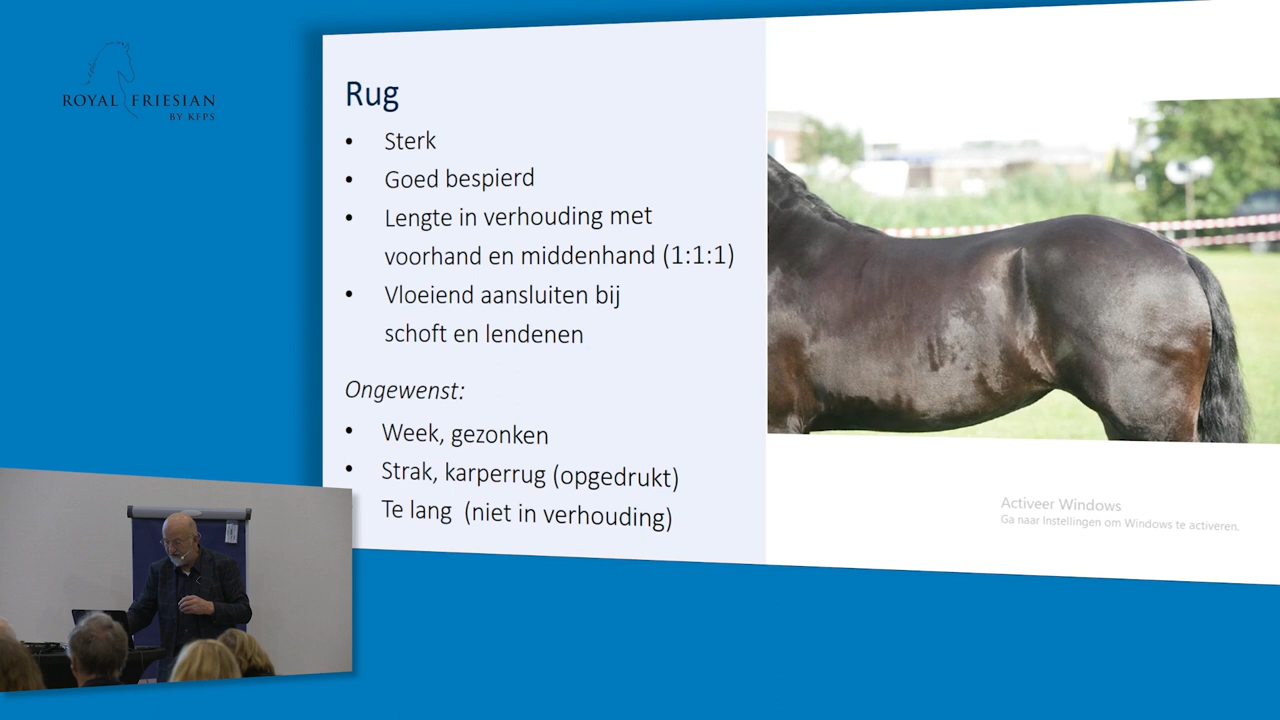 ROYAL FRIESIAN
BY KFPS
Rug
• Sterk
• Goed bespierd
• Lengte in verhouding met
voorhand en middenhand (1:1:1)
• Vloeiend aansluiten bij
schoft en lendenen
Ongewenst:
• Week, gezonken
• Strak, karperrug (opgedrukt)
Te lang (niet in verhouding)
Activeer Windows
Ga naar Instellingen om Windows te activeren.